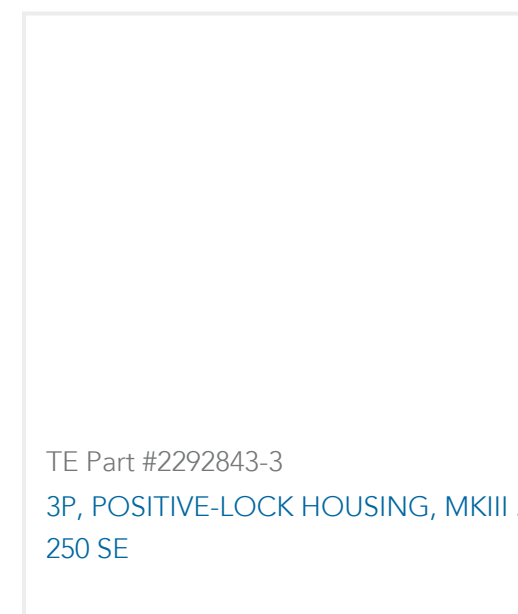 TE Part #2292843-3
3P, POSITIVE-LOCK HOUSING, MKIII .
250 SE